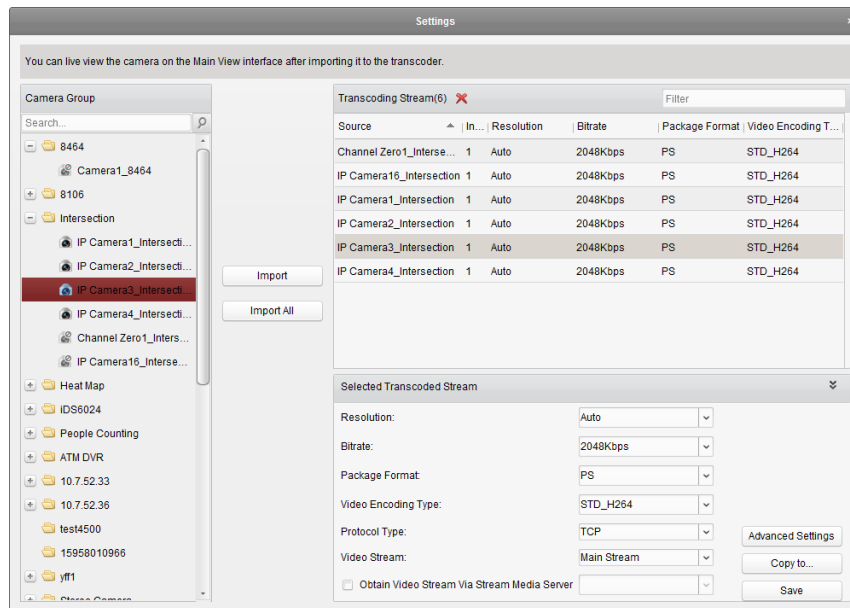 Settings
You can live view the camera on the Main View interface after importing it to the transcoder.
Camera Group
Search...
8464
Camera1_8464
8106
Intersection
IP Camera1_Intersecti...
IP Camera2_Intersecti...
IP Camera3_Intersecti...
IP Camera4_Intersecti...
Channel Zero1_Inters...
IP Camera16_Interse...
Heat Map
iDS6024
People Counting
ATM DVR
10.7.52.33
10.7.52.36
test4500
15958010966
yff1
Stereo Camera
Import
Import All
Transcoding Stream(6) Filter
Source In... Resolution Bitrate Package Format Video Encoding T...
Channel Zero1_Interse... 1 Auto 2048Kbps PS STD_H264
IP Camera16_Intersection 1 Auto 2048Kbps PS STD_H264
IP Camera1_Intersection 1 Auto 2048Kbps PS STD_H264
IP Camera2_Intersection 1 Auto 2048Kbps PS STD_H264
IP Camera3_Intersection 1 Auto 2048Kbps PS STD_H264
IP Camera4_Intersection 1 Auto 2048Kbps PS STD_H264
Selected Transcoded Stream
Resolution: Auto
Bitrate: 2048Kbps
Package Format: PS
Video Encoding Type: STD_H264
Protocol Type: TCP
Video Stream: Main Stream
Obtain Video Stream Via Stream Media Server
Advanced Settings
Copy to...
Save